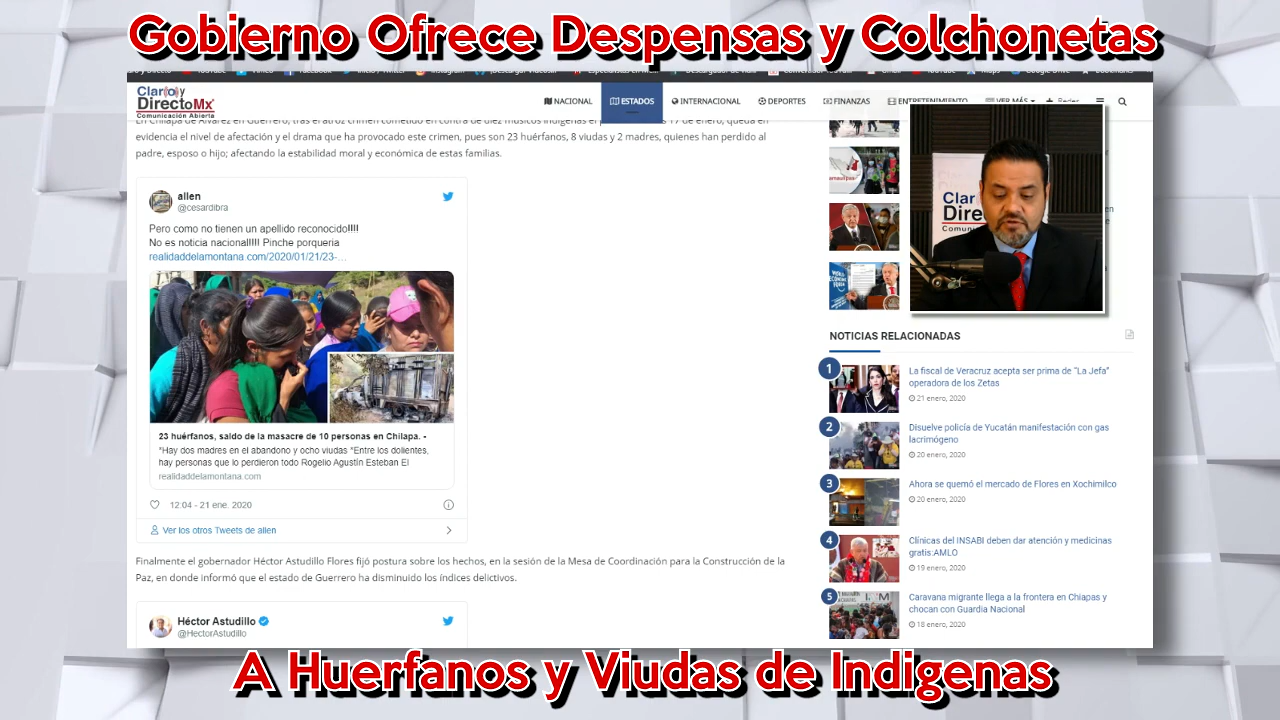 Gobierno Ofrece Despensas y Colchonetas
Claro y
DirectoMx
Comunicación Abierta
NACIONAL
ESTADOS
INTERNACIONAL
DEPORTES
FINANZAS
ENTRETENIMIENTO
VER MÁS
Redes
evidencia el nivel de afectación y el drama que ha provocado este crimen, pues son 23 huérfanos, 8 viudas y 2 madres, quienes han perdido al
padre, esposo o hijo; afectando la estabilidad moral y económica de estas familias.
allen
@cesardibra
Pero como no tienen un apellido reconocido!!!!
No es noticia nacional!!!! Pinche porqueria
realidaddelamontana.com/2020/01/21/23-…
23 huérfanos, saldo de la masacre de 10 personas en Chilapa. -
*Hay dos madres en el abandono y ocho viudas *Entre los dolientes,
hay personas que lo perdieron todo Rogelio Agustín Esteban El
realidaddelamontana.com
12:04 - 21 ene. 2020
Ver los otros Tweets de allen
Finalmente el gobernador Héctor Astudillo Flores fijó postura sobre los hechos, en la sesión de la Mesa de Coordinación para la Construcción de la
Paz, en donde informó que el estado de Guerrero ha disminuido los índices delictivos.
Héctor Astudillo
@HectorAstudillo
NOTICIAS RELACIONADAS
1
La fiscal de Veracruz acepta ser prima de "La Jefa"
operadora de los Zetas
21 enero, 2020
2
Disuelve policía de Yucatán manifestación con gas
lacrimógeno
20 enero, 2020
3
Ahora se quemó el mercado de Flores en Xochimilco
20 enero, 2020
4
Clínicas del INSABI deben dar atención y medicinas
gratis:AMLO
19 enero, 2020
5
Caravana migrante llega a la frontera en Chiapas y
chocan con Guardia Nacional
18 enero, 2020
A Huerfanos y Viudas de Indigenas